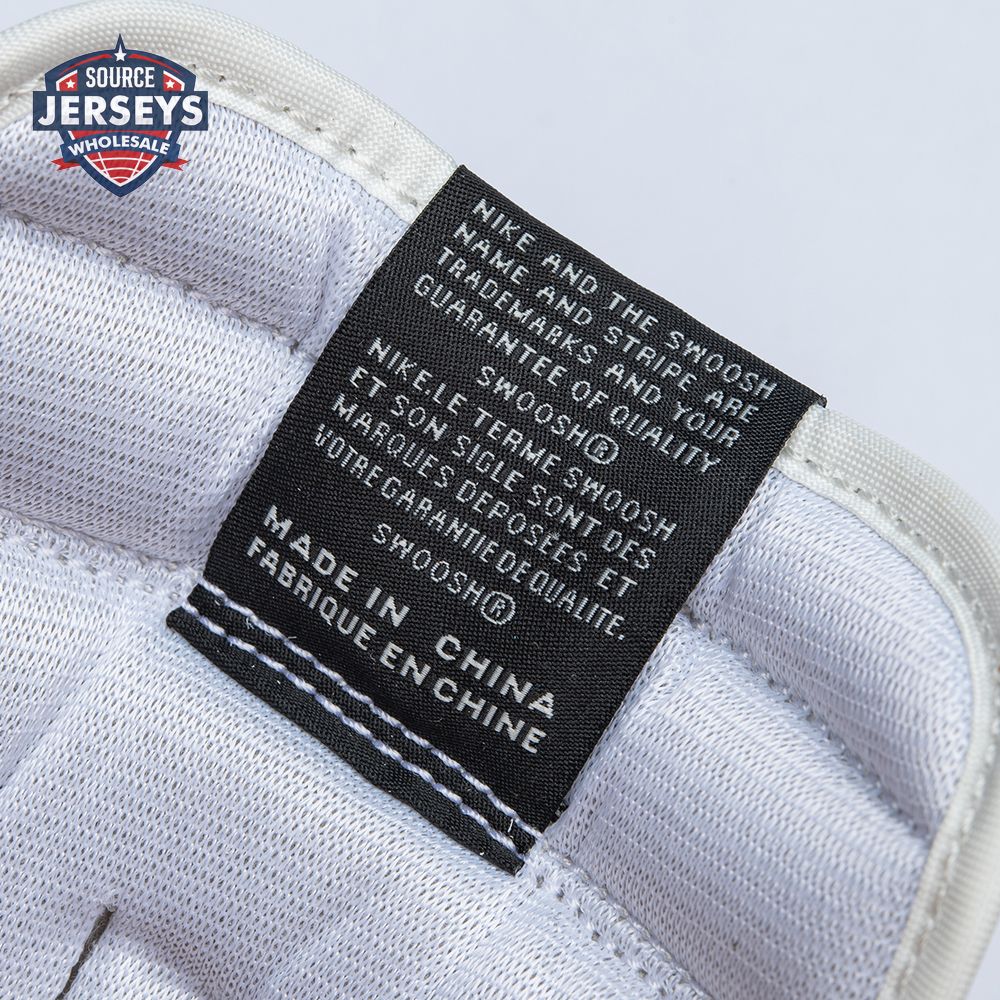 SOURCE
JERSEYS
WHOLESALE
NIKE AND THE SWOOSH
NAME AND STRIPE ARE
TRADEMARKS AND YOUR
GUARANTEE OF QUALITY
SWOOSH®
NIKE.LE TERME SWOOSH
ET SON SIGLE SONT DES
MARQUES DEPOSÉES ET
VOTRE GARANTIE DE QUALITE.
SWOOSH®
MADE IN CHINA
FABRIQUE EN CHINE